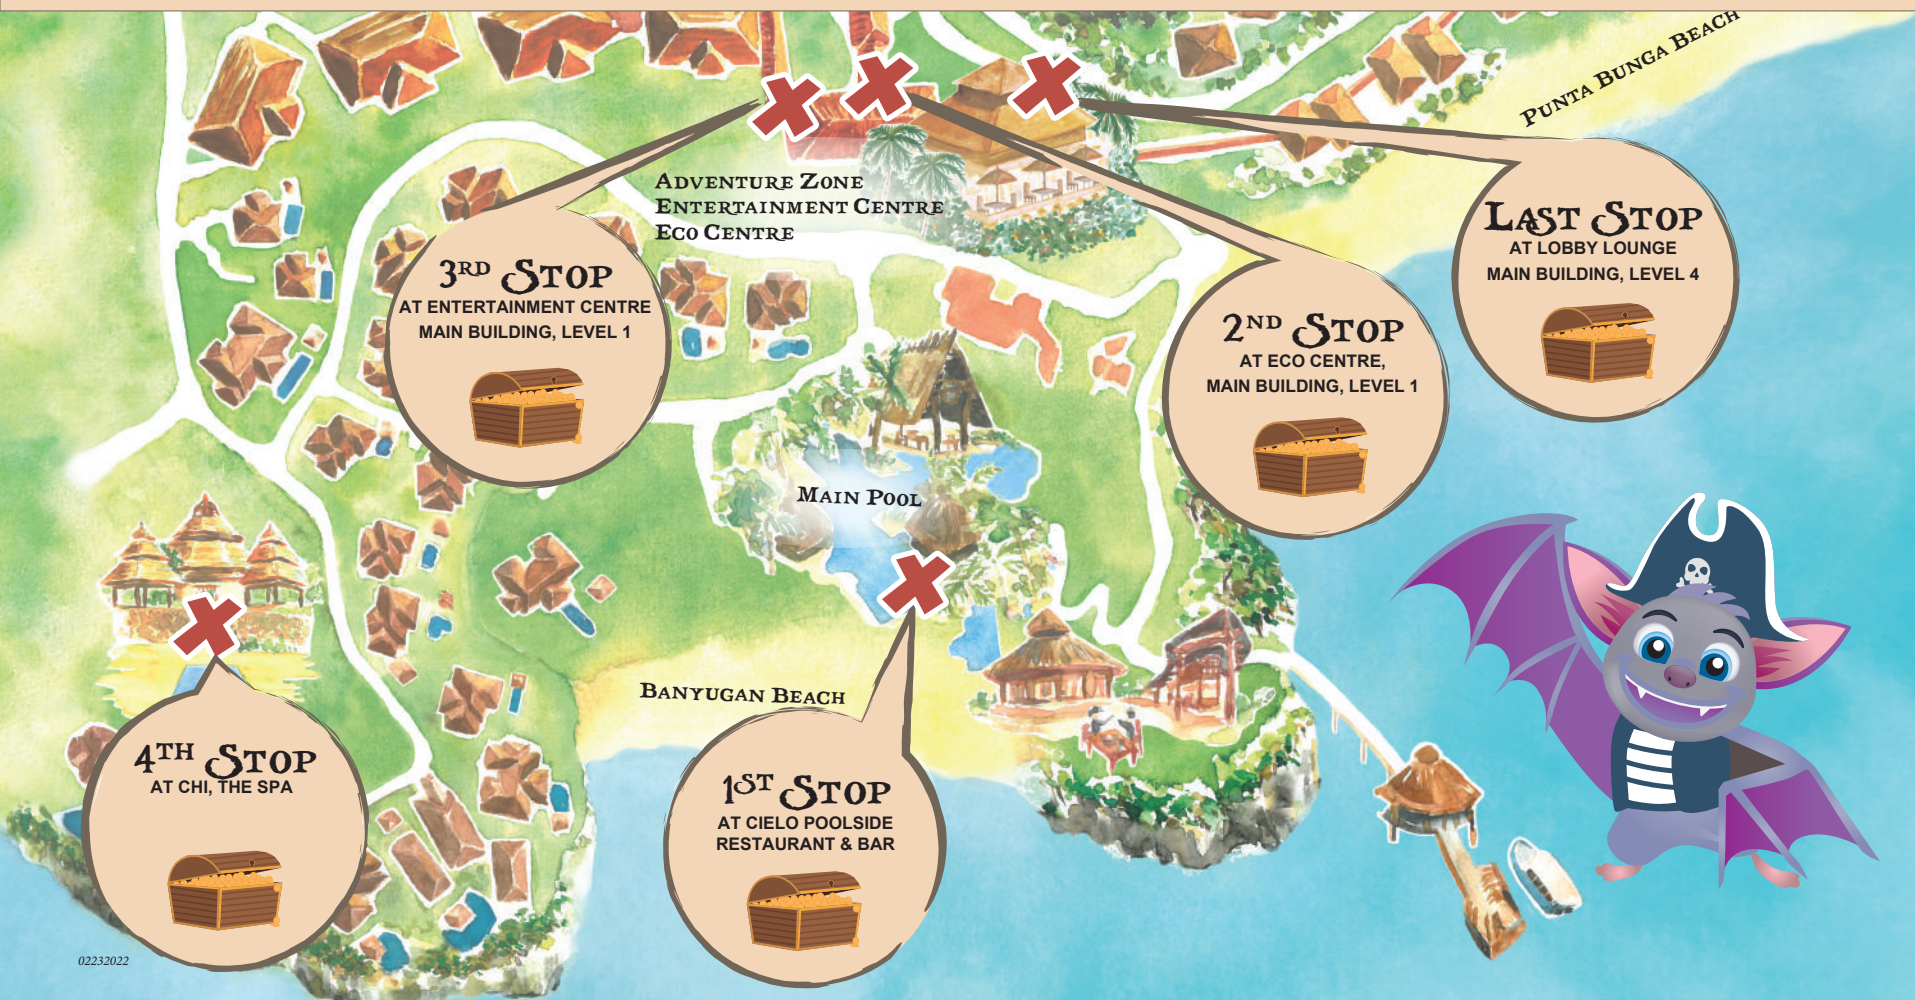 PUNTA BUNGA BEACH
ADVENTURE ZONE
ENTERTAINMENT CENTRE
ECO CENTRE
LAST STOP
AT LOBBY LOUNGE
MAIN BUILDING, LEVEL 4
3RD STOP
AT ENTERTAINMENT CENTRE
MAIN BUILDING, LEVEL 1
2ND STOP
AT ECO CENTRE,
MAIN BUILDING, LEVEL 1
MAIN POOL
BANYUGAN BEACH
4TH STOP
AT CHI, THE SPA
1ST STOP
AT CIELO POOLSIDE
RESTAURANT & BAR
02232022